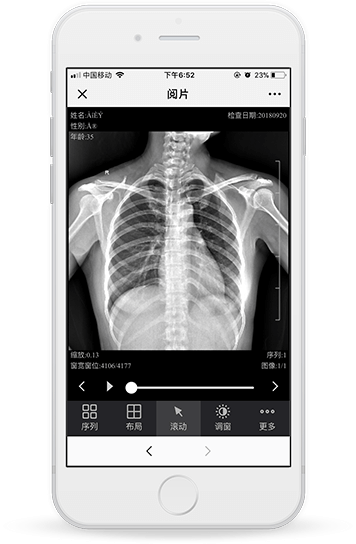 中国移动 下午6:52 23%
阅片
姓名:ÀîÊÝ 检查日期:20180920
性别:Å®
年龄:35
缩放:0.13 序列:1
窗宽窗位:4106/4177 图像:1/1
序列 布局 滚动 调窗 更多